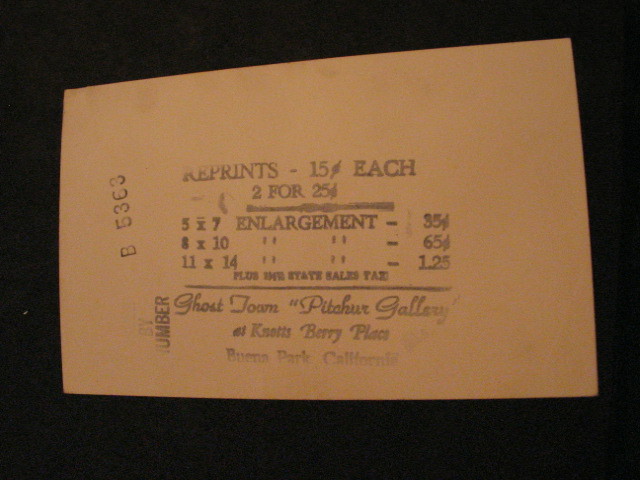 REPRINTS - 15¢ EACH
2 FOR 25¢
5 x 7 ENLARGEMENT - 35¢
8 x 10 " " - 65¢
11 x 14 " " - 1.25
PLUS STATE SALES TAX
Ghost Town "Pitchur Gallery"
at Knotts Berry Place
Buena Park, California
B 5363
BY
NUMBER